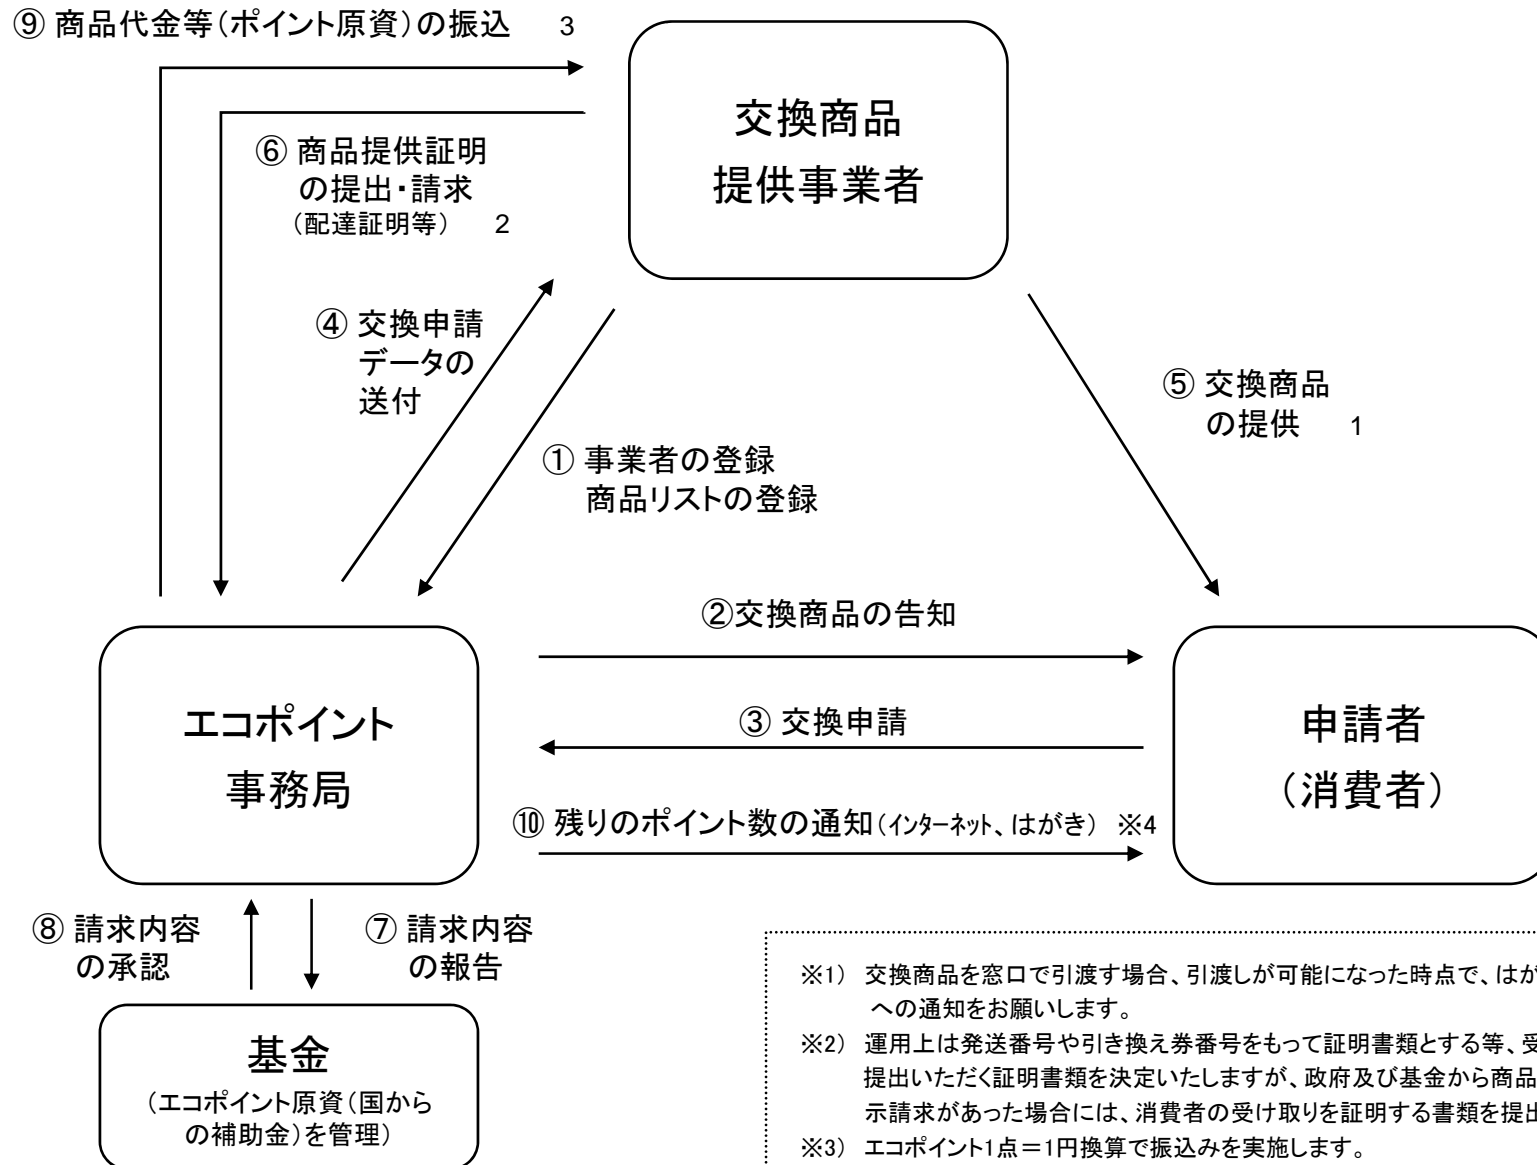 ⑨ 商品代金等（ポイント原資）の振込 3
交換商品
提供事業者
⑥ 商品提供証明
の提出・請求
（配達証明等） 2
④ 交換申請
データの
送付
⑤ 交換商品
の提供 1
① 事業者の登録
商品リストの登録
②交換商品の告知
エコポイント
事務局
③ 交換申請
申請者
（消費者）
⑩ 残りのポイント数の通知（インターネット、はがき） ※4
⑧ 請求内容
の承認
⑦ 請求内容
の報告
基金
（エコポイント原資（国から
の補助金）を管理）
※1） 交換商品を窓口で引渡す場合、引渡しが可能になった時点で、はが
への通知をお願いします。
※2） 運用上は発送番号や引き換え券番号をもって証明書類とする等、受
提出いただく証明書類を決定いたしますが、政府及び基金から商品
示請求があった場合には、消費者の受け取りを証明する書類を提出
※3） エコポイント1点＝1円換算で振込みを実施します。